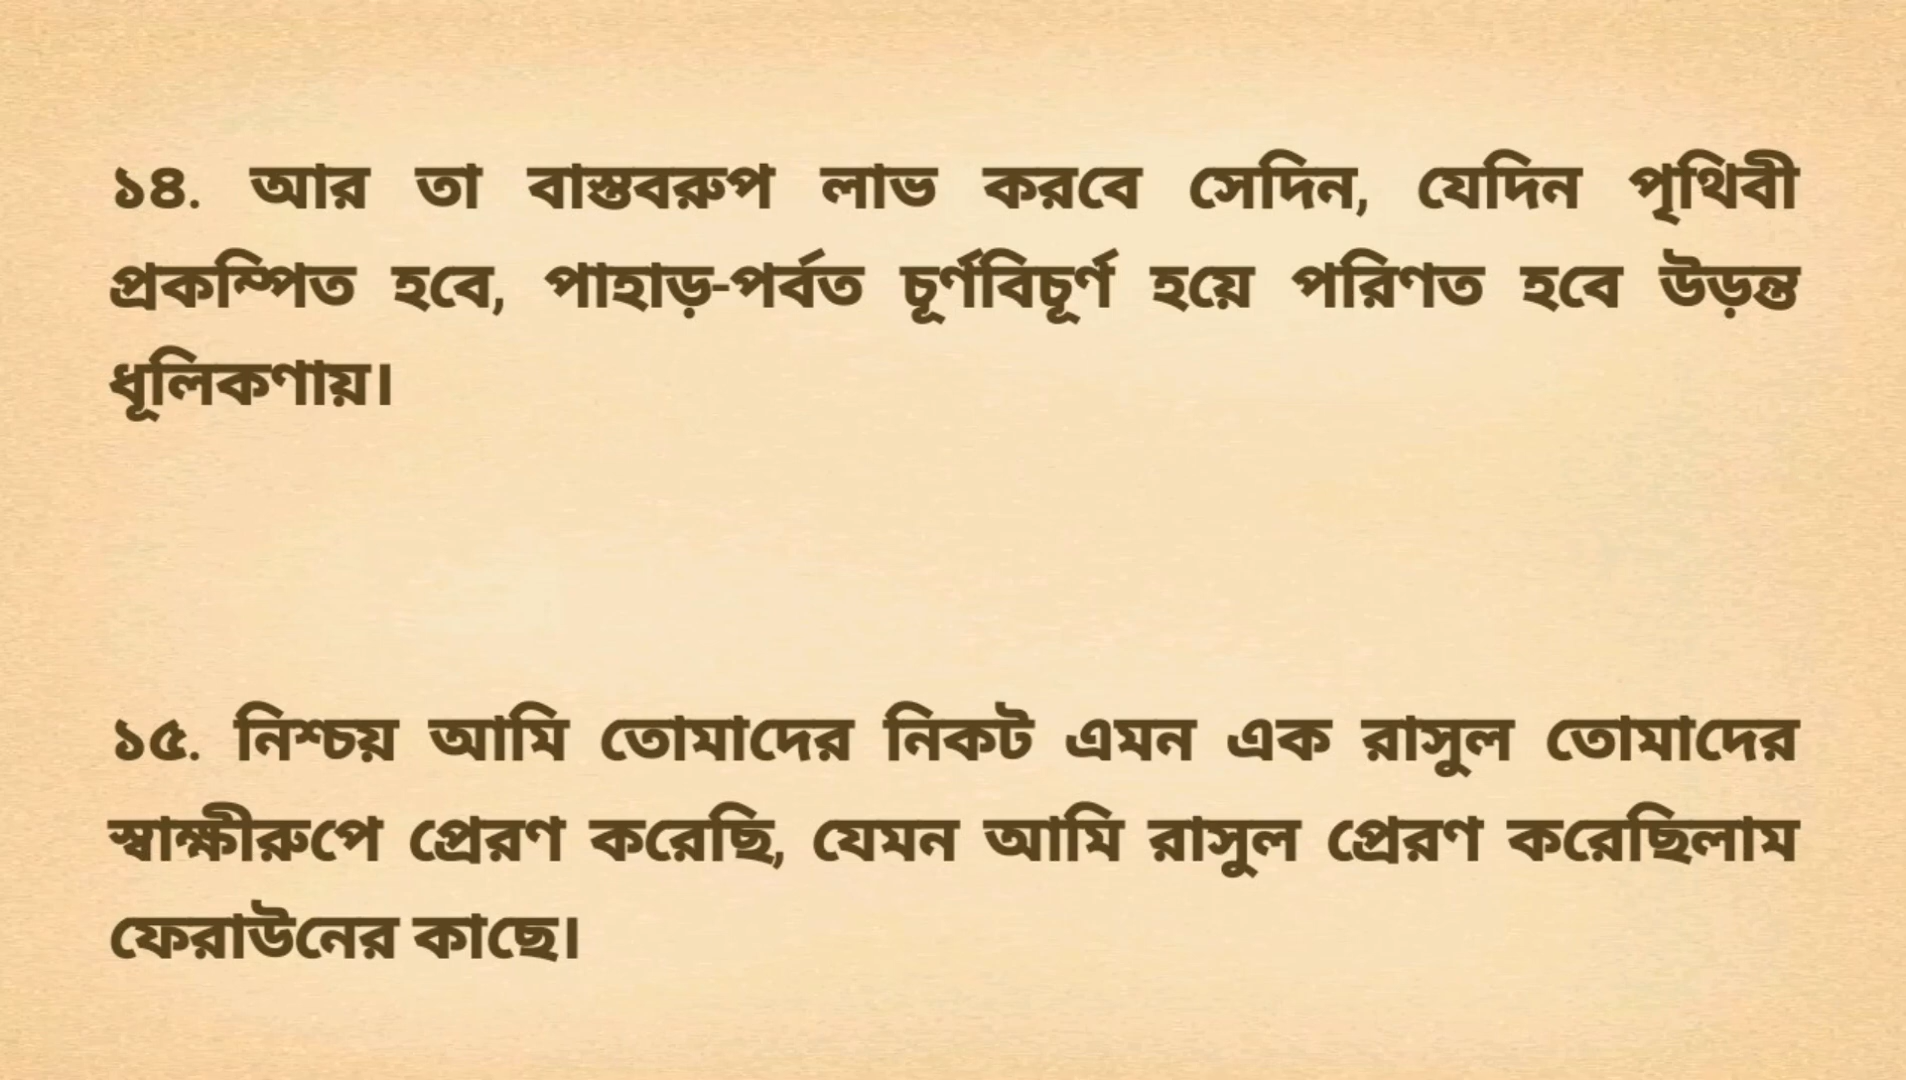 ১৪. আর তা বাস্তবরুপ লাভ করবে সেদিন, যেদিন পৃথিবী
প্রকম্পিত হবে, পাহাড়-পর্বত চূর্ণবিচূর্ণ হয়ে পরিণত হবে উড়ন্ত
ধূলিকণায়।
১৫. নিশ্চয় আমি তোমাদের নিকট এমন এক রাসুল তোমাদের
স্বাক্ষীরুপে প্রেরণ করেছি, যেমন আমি রাসুল প্রেরণ করেছিলাম
ফেরাউনের কাছে।